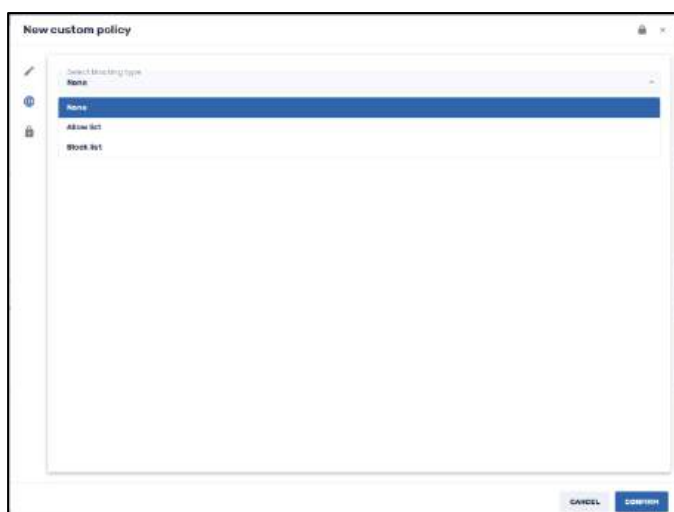 New custom policy
Select blocking type
None
None
Allow list
Block list
CANCEL
CONFIRM